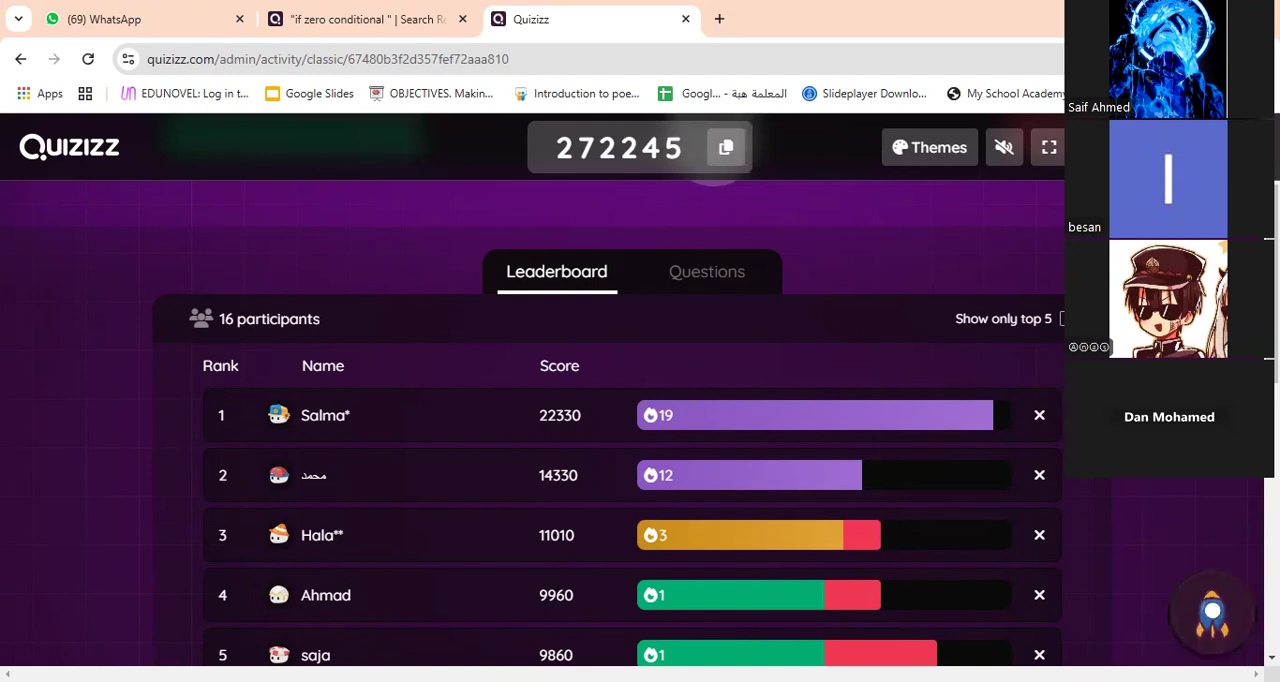 (69) WhatsApp
"if zero conditional " | Search Re
Quizizz
quizizz.com/admin/activity/classic/67480b3f2d357fef72aaa810
Apps
EDUNOVEL: Log in t...
Google Slides
OBJECTIVES. Makin...
Introduction to poe...
Googl... - المعلمة هبة
Slideplayer Downlo...
My School Academy
Saif Ahmed
QUIZIZZ
272245
Themes
besan
Leaderboard
Questions
16 participants
Show only top 5
Rank
Name
Score
1
Salma*
22330
19
2
محمد
14330
12
3
Hala**
11010
3
4
Ahmad
9960
1
5
saja
9860
1
Dan Mohamed